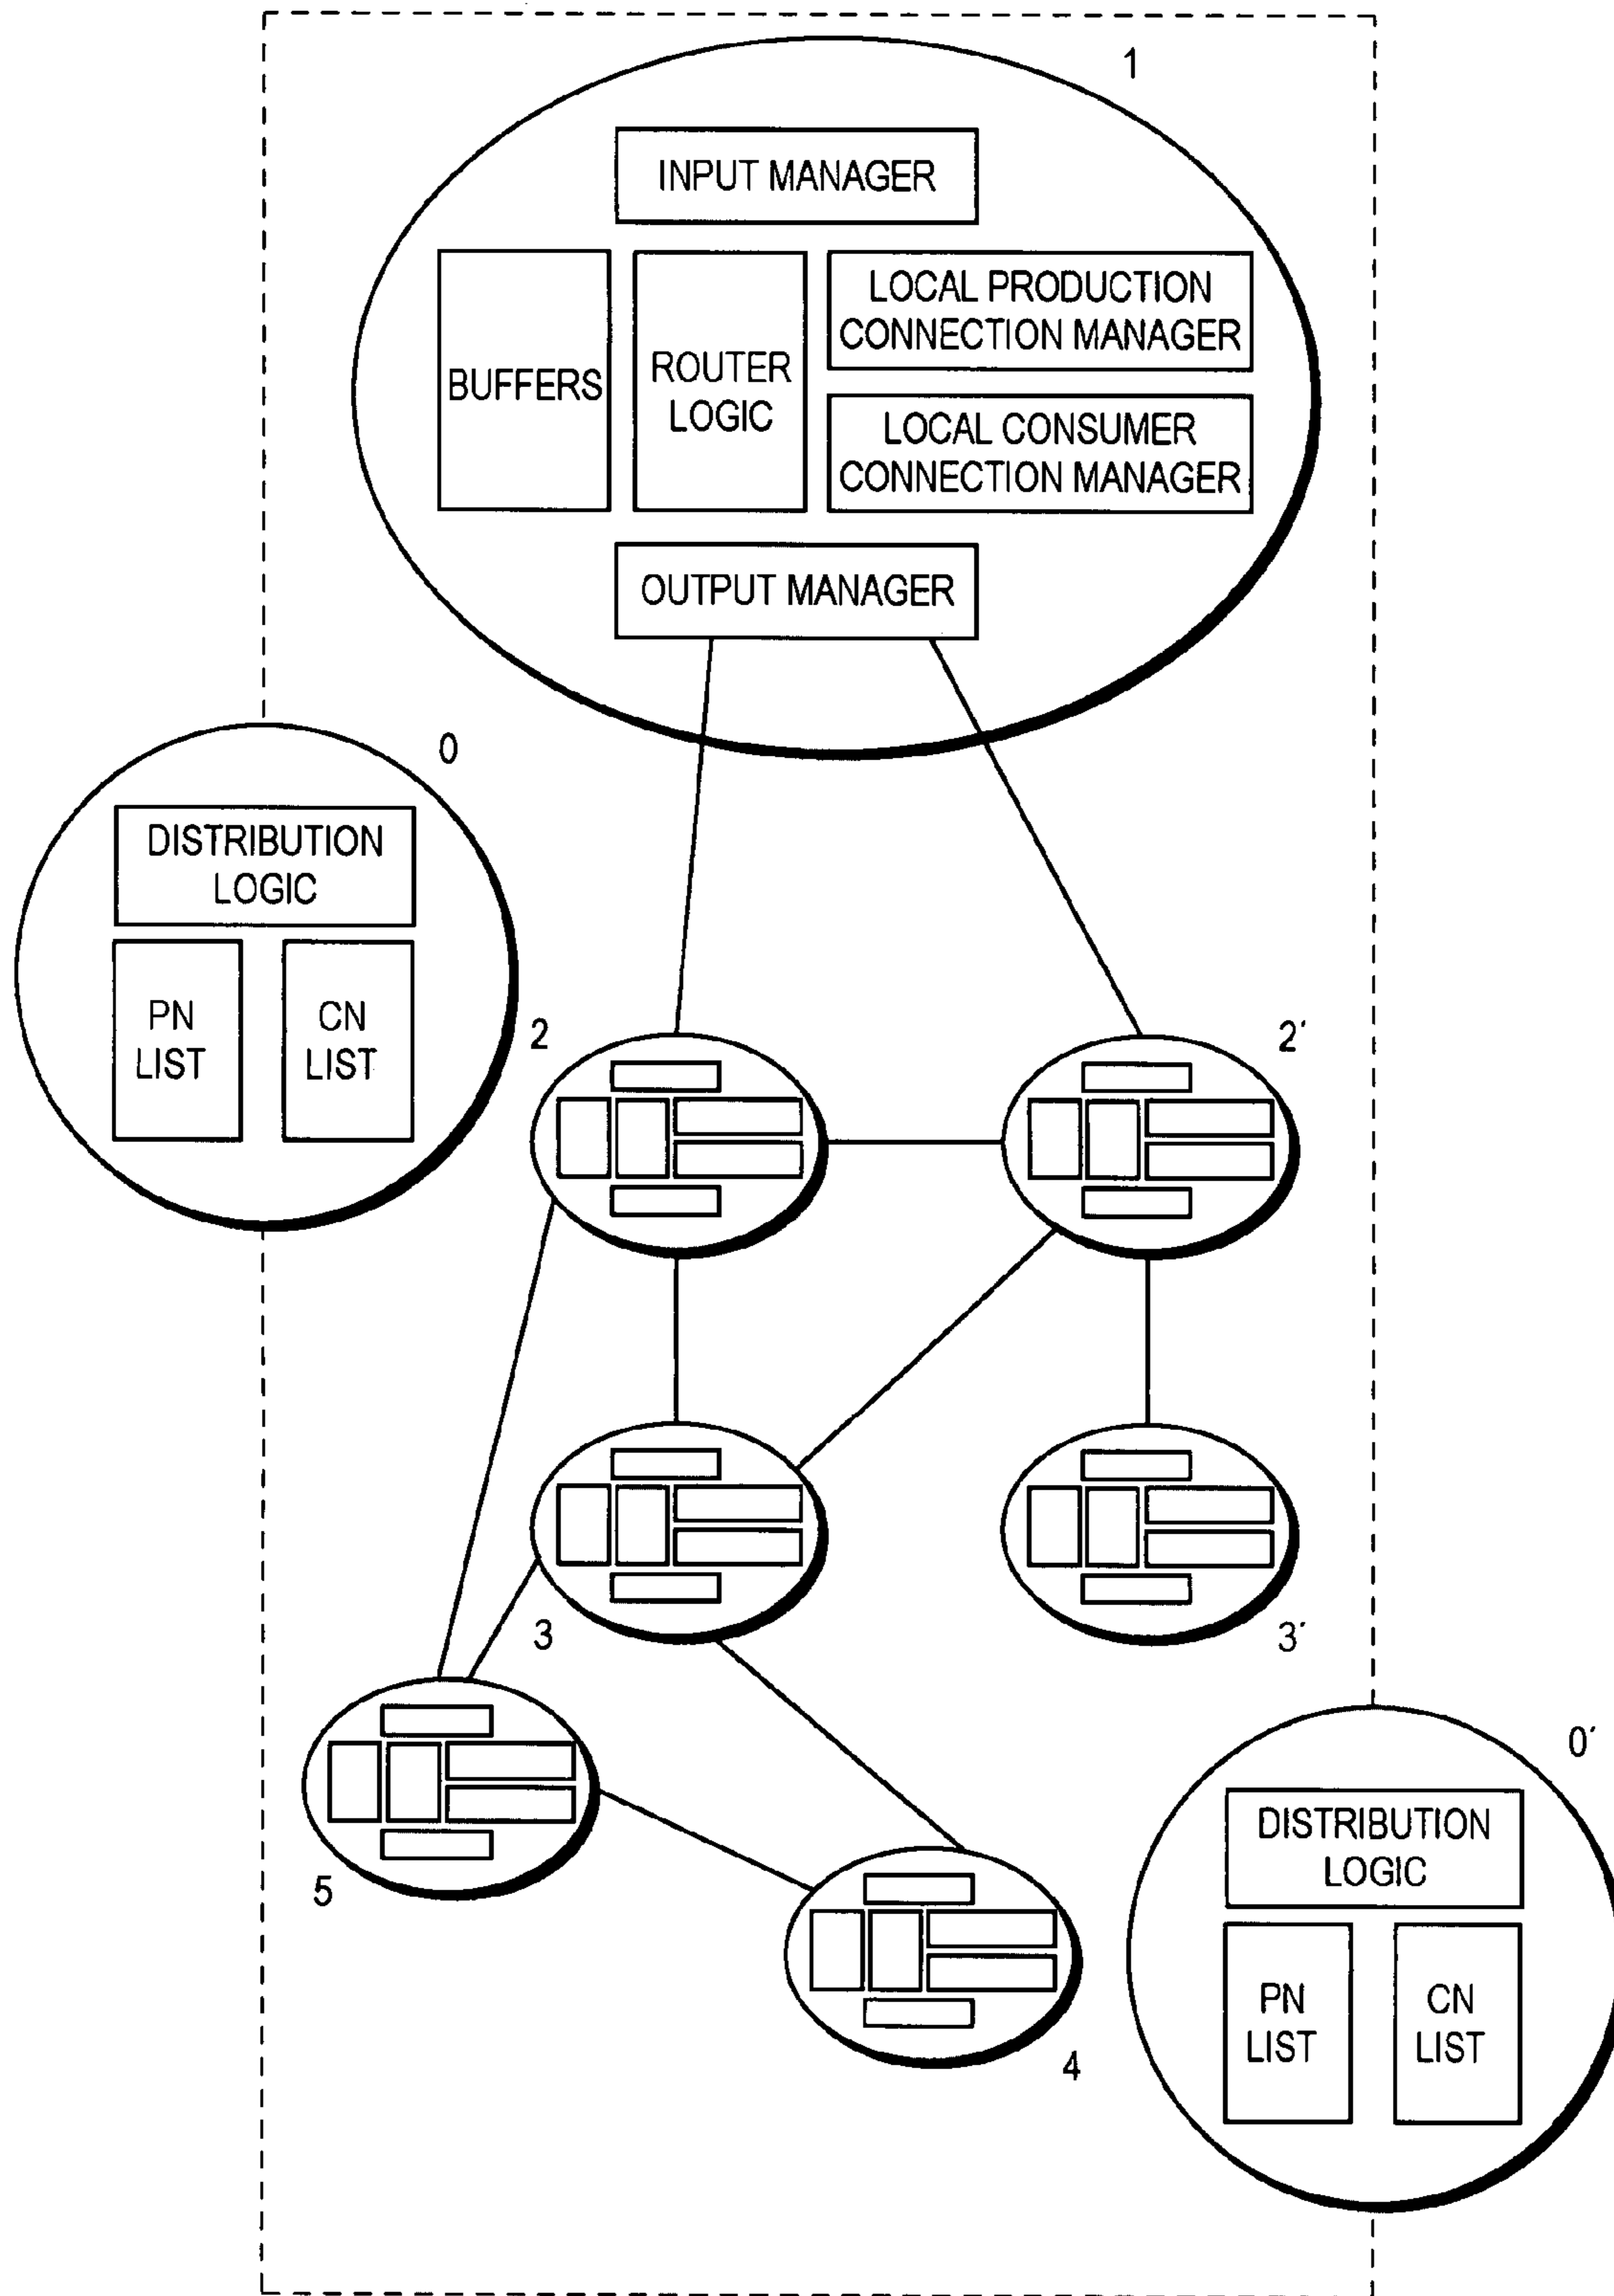 1
INPUT MANAGER
BUFFERS
ROUTER
LOGIC
LOCAL PRODUCTION
CONNECTION MANAGER
LOCAL CONSUMER
CONNECTION MANAGER
OUTPUT MANAGER
0
DISTRIBUTION
LOGIC
PN
LIST
CN
LIST
2
2'
3
3'
5
4
0'
DISTRIBUTION
LOGIC
PN
LIST
CN
LIST